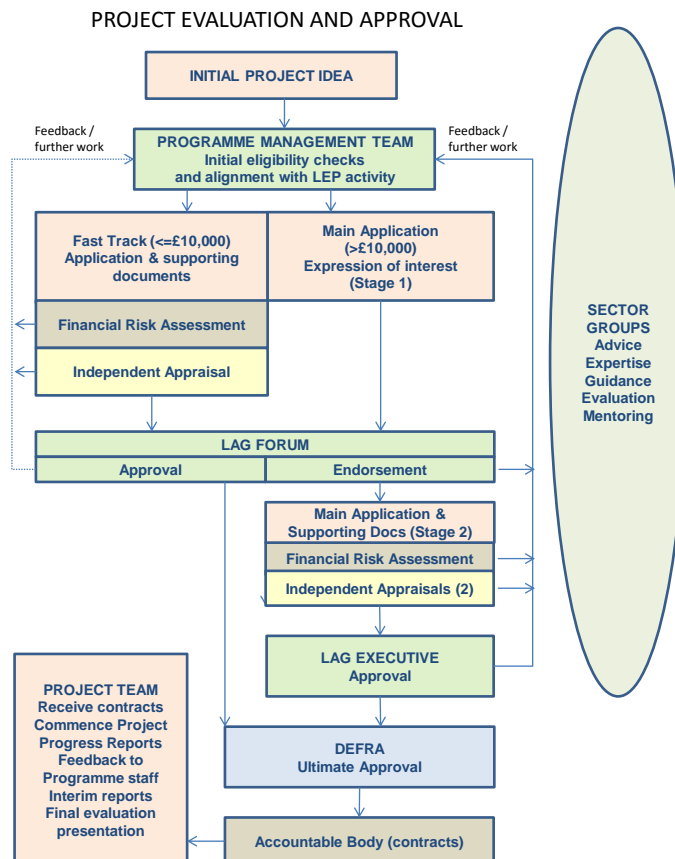 PROJECT EVALUATION AND APPROVAL
INITIAL PROJECT IDEA
Feedback /
further work
PROGRAMME MANAGEMENT TEAM
Initial eligibility checks
and alignment with LEP activity
Feedback /
further work
Fast Track (<=£10,000)
Application & supporting
documents
Main Application
(>£10,000)
Expression of interest
(Stage 1)
Financial Risk Assessment
Independent Appraisal
SECTOR
GROUPS
Advice
Expertise
Guidance
Evaluation
Mentoring
LAG FORUM
Approval
Endorsement
Main Application &
Supporting Docs (Stage 2)
Financial Risk Assessment
Independent Appraisals (2)
LAG EXECUTIVE
Approval
PROJECT TEAM
Receive contracts
Commence Project
Progress Reports
Feedback to
Programme staff
Interim reports
Final evaluation
presentation
DEFRA
Ultimate Approval
Accountable Body (contracts)